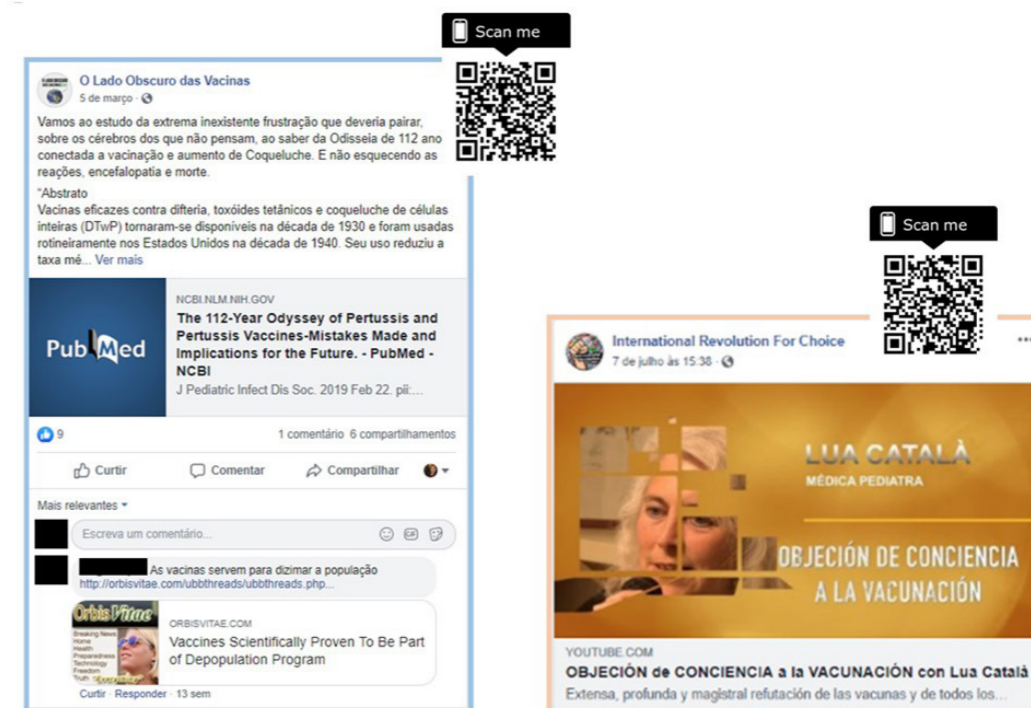 Scan me
O Lado Obscuro das Vacinas
5 de março
Vamos ao estudo da extrema inexistente frustração que deveria pairar,
sobre os cérebros dos que não pensam, ao saber da Odisseia de 112 ano
conectada a vacinação e aumento de Coqueluche. E não esquecendo as
reações, encefalopatia e morte.
"Abstrato
Vacinas eficazes contra difteria, toxóides tetânicos e coqueluche de células
inteiras (DTwP) tornaram-se disponíveis na década de 1930 e foram usadas
rotineiramente nos Estados Unidos na década de 1940. Seu uso reduziu a
taxa mé... Ver mais
PubMed
NCBI.NLM.NIH.GOV
The 112-Year Odyssey of Pertussis and
Pertussis Vaccines-Mistakes Made and
Implications for the Future. - PubMed -
NCBI
J Pediatric Infect Dis Soc. 2019 Feb 22. pii:...
9
1 comentário 6 compartilhamentos
Curtir Comentar Compartilhar
Mais relevantes
Escreva um comentário...
GIF
As vacinas servem para dizimar a população
http://orbisvitae.com/ubbthreads/ubbthreads.php...
Orbis Vitae
Breaking News
Home
Health
Preparedness
Technology
Freedom
Truth
ORBISVITAE.COM
Vaccines Scientifically Proven To Be Part
of Depopulation Program
Curtir · Responder · 13 sem
Scan me
International Revolution For Choice
7 de julho às 15:38
LUA CATALÀ
MÉDICA PEDIATRA
OBJECIÓN DE CONCIENCIA
A LA VACUNACIÓN
YOUTUBE.COM
OBJECIÓN de CONCIENCIA a la VACUNACIÓN con Lua Català
Extensa, profunda y magistral refutación de las vacunas y de todos los...